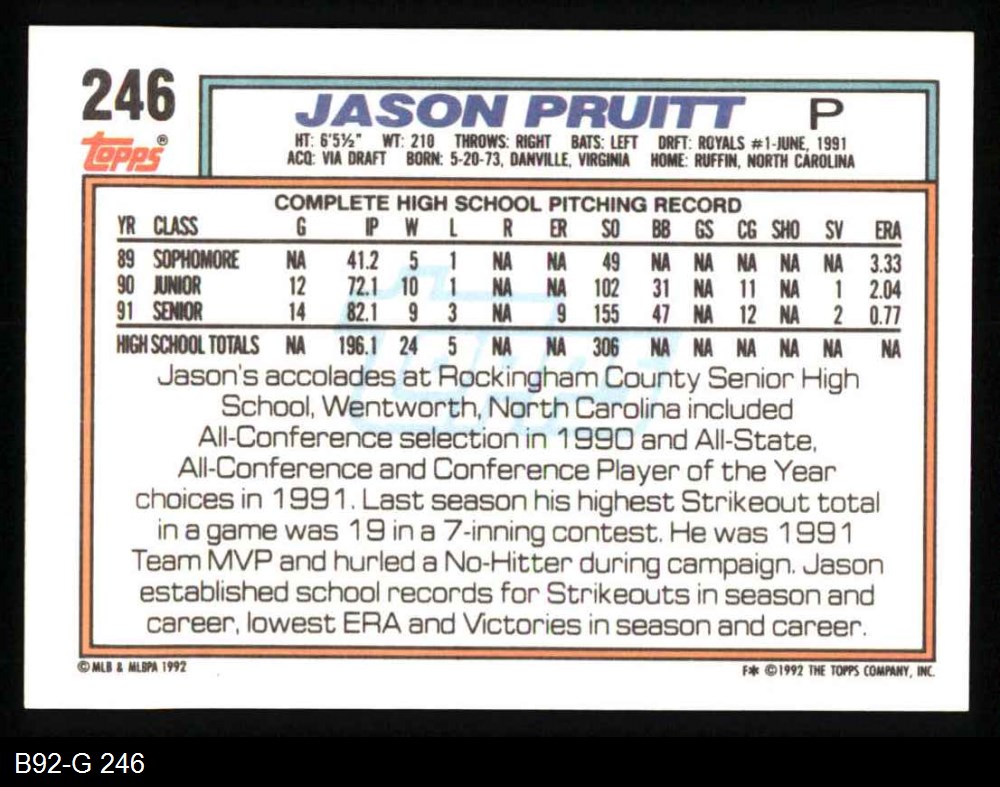 246
Topps®
JASON PRUITT P
HT: 6'5½" WT: 210 THROWS: RIGHT BATS: LEFT DRFT: ROYALS #1-JUNE, 1991
ACQ: VIA DRAFT BORN: 5-20-73, DANVILLE, VIRGINIA HOME: RUFFIN, NORTH CAROLINA
COMPLETE HIGH SCHOOL PITCHING RECORD
YR CLASS G IP W L R ER SO BB GS CG SHO SV ERA
89 SOPHOMORE NA 41.2 5 1 NA NA 49 NA NA NA NA NA 3.33
90 JUNIOR 12 72.1 10 1 NA NA 102 31 NA 11 NA 1 2.04
91 SENIOR 14 82.1 9 3 NA 9 155 47 NA 12 NA 2 0.77
HIGH SCHOOL TOTALS NA 196.1 24 5 NA NA 306 NA NA NA NA NA NA
Jason's accolades at Rockingham County Senior High
School, Wentworth, North Carolina included
All-Conference selection in 1990 and All-State,
All-Conference and Conference Player of the Year
choices in 1991. Last season his highest Strikeout total
in a game was 19 in a 7-inning contest. He was 1991
Team MVP and hurled a No-Hitter during campaign. Jason
established school records for Strikeouts in season and
career, lowest ERA and Victories in season and career.
© MLB & MLBPA 1992
F✻ ©1992 THE TOPPS COMPANY, INC.
B92-G 246